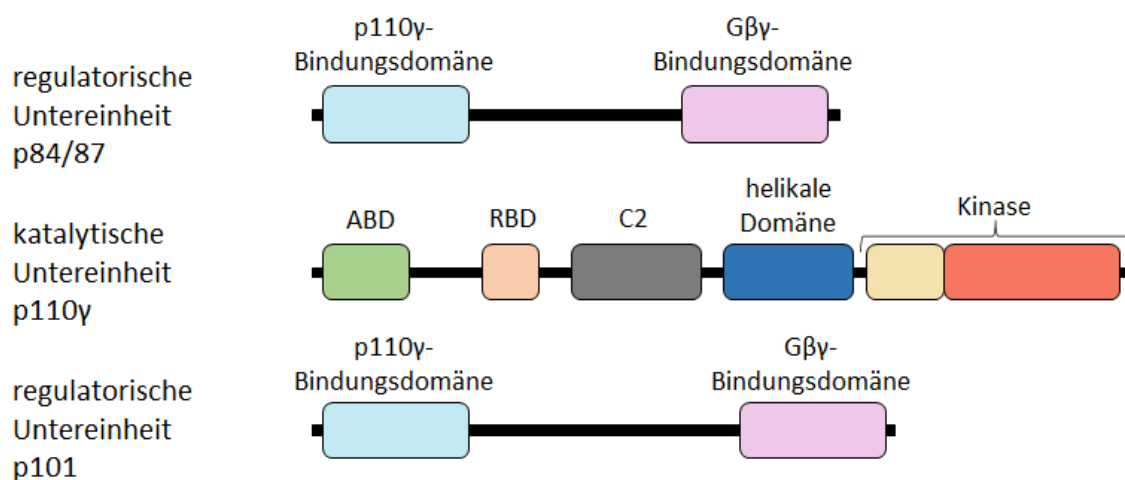 p110γ-
Bindungsdomäne
Gβγ-
Bindungsdomäne
regulatorische
Untereinheit
p84/87
ABD
RBD
C2
helikale
Domäne
Kinase
katalytische
Untereinheit
p110γ
p110γ-
Bindungsdomäne
Gβγ-
Bindungsdomäne
regulatorische
Untereinheit
p101